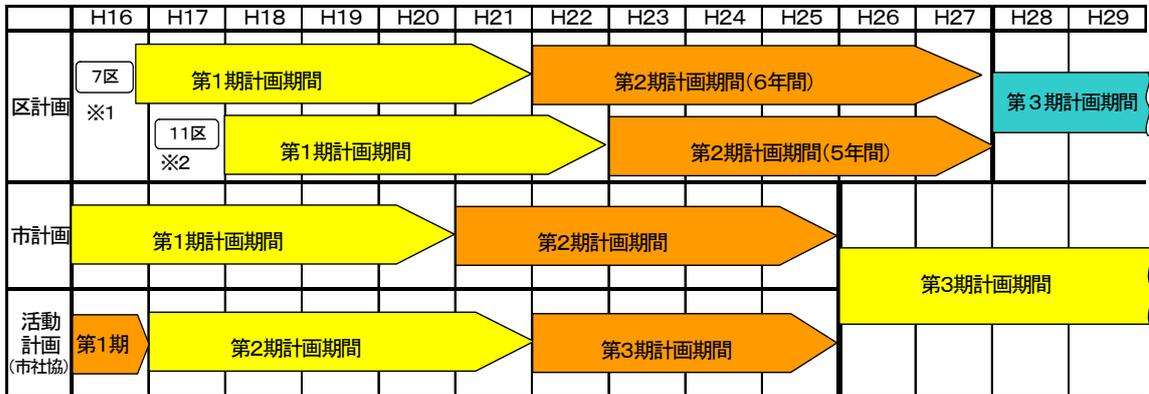 H16 H17 H18 H19 H20 H21 H22 H23 H24 H25 H26 H27 H28 H29
区計画
7区
※1
第1期計画期間
第2期計画期間(6年間)
第3期計画期間
11区
※2
第1期計画期間
第2期計画期間(5年間)
市計画
第1期計画期間
第2期計画期間
第3期計画期間
活動
計画
(市社協)
第1期
第2期計画期間
第3期計画期間